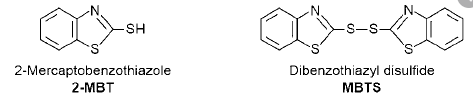 N
SH
S
N
S
S-S
N
S
2-Mercaptobenzothiazole
2-MBT
Dibenzothiazyl disulfide
MBTS